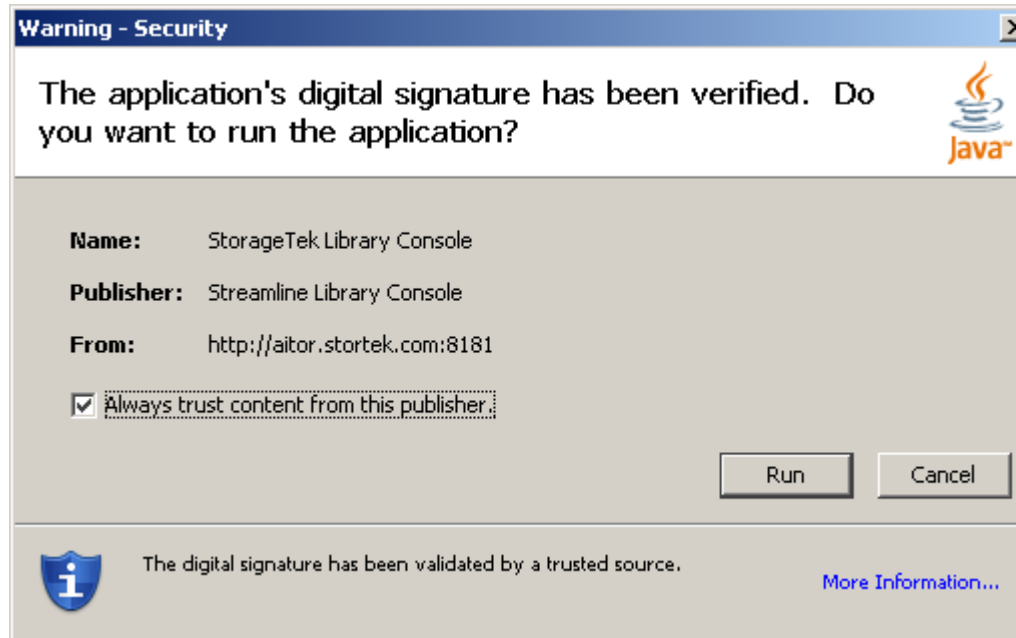 Warning - Security
The application's digital signature has been verified. Do
you want to run the application?
Java™
Name: StorageTek Library Console
Publisher: Streamline Library Console
From: http://aitor.stortek.com:8181
Always trust content from this publisher.
Run Cancel
The digital signature has been validated by a trusted source.
More Information...